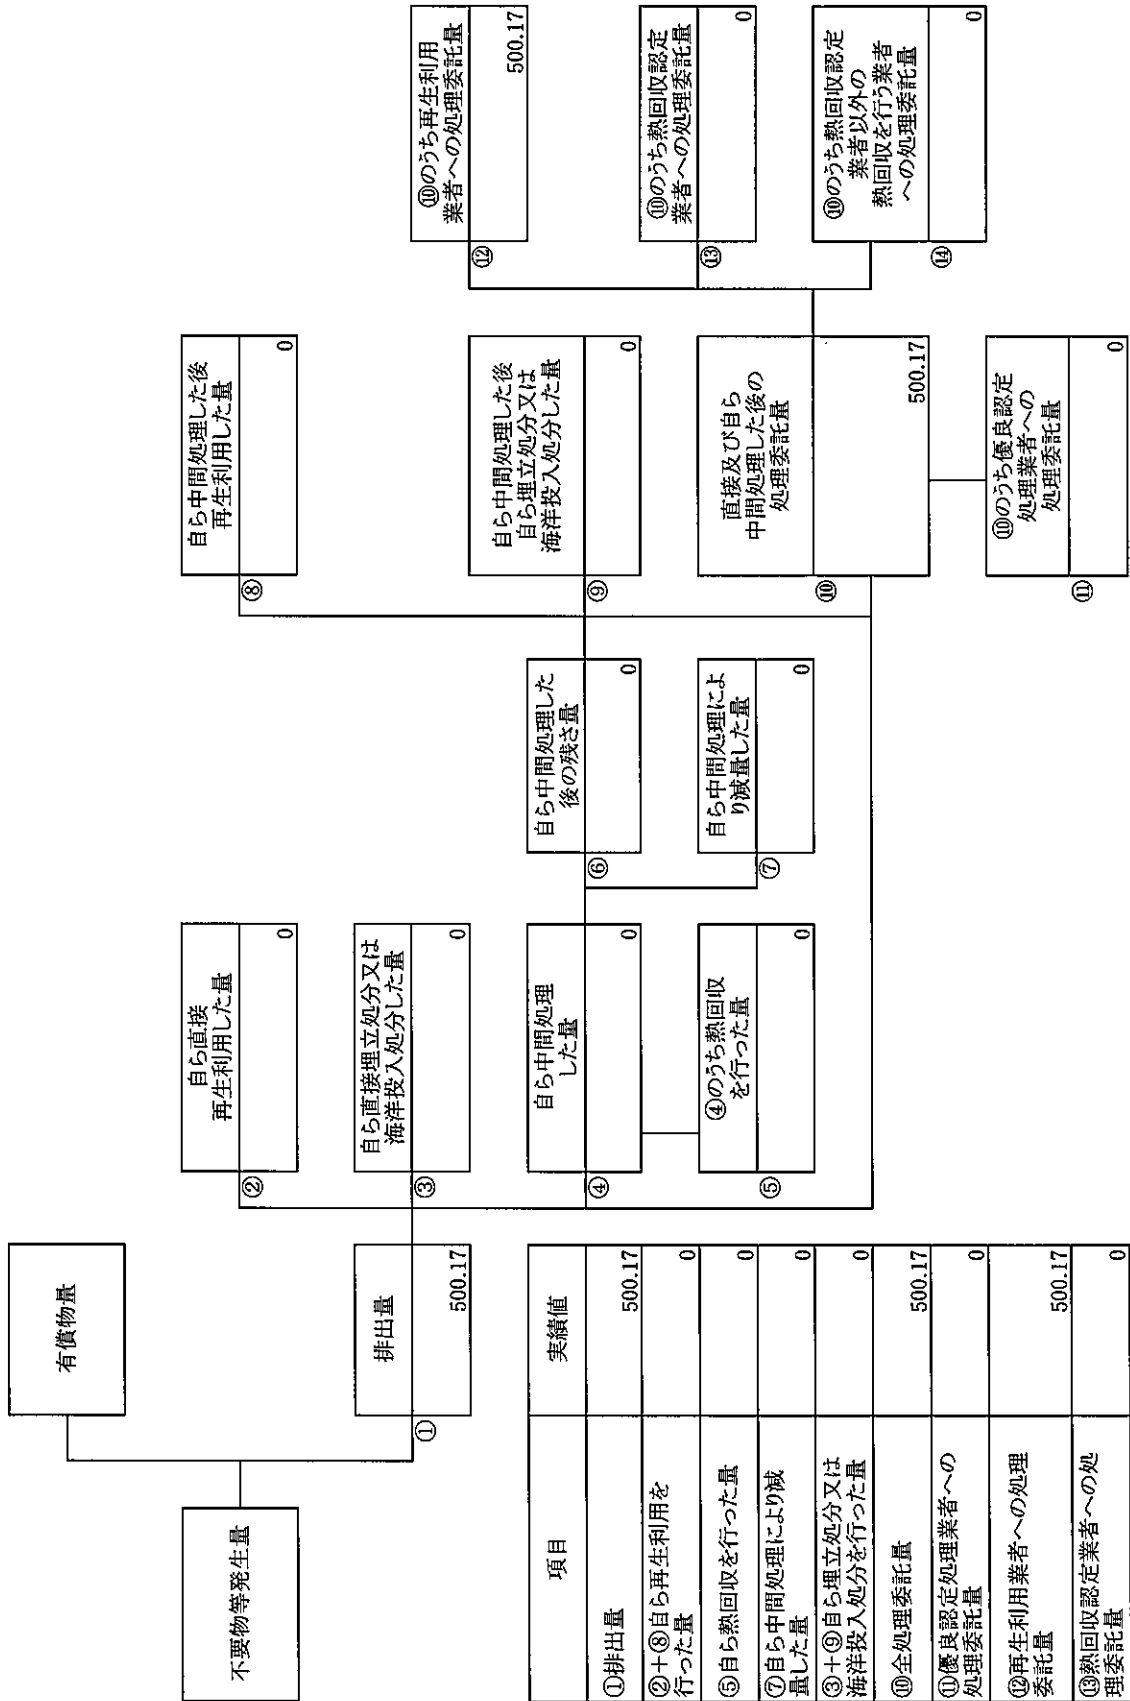 不要物等発生量
有償物量
①
排出量
500.17
②
自ら直接
再生利用した量
0
③
自ら直接埋立処分又は
海洋投入処分した量
0
④
自ら中間処理
した量
0
⑤
④のうち熱回収
を行った量
0
⑥
自ら中間処理した
後の残さ量
0
⑦
自ら中間処理によ
り減量した量
0
⑧
自ら中間処理した後
再生利用した量
0
⑨
自ら中間処理した後
自ら埋立処分又は
海洋投入処分した量
0
⑩
直接及び自ら
中間処理した後の
処理委託量
500.17
⑪
⑩のうち優良認定
処理業者への
処理委託量
0
⑫
⑩のうち再生利用
業者への処理委託量
500.17
⑬
⑩のうち熱回収認定
業者への処理委託量
0
⑭
⑩のうち熱回収認定
業者以外の
熱回収を行う業者
への処理委託量
0
項目 実績値
①排出量 500.17
②+⑧自ら再生利用を
行った量 0
⑤自ら熱回収を行った量 0
⑦自ら中間処理により減
量した量 0
③+⑨自ら埋立処分又は
海洋投入処分を行った量 0
⑩全処理委託量 500.17
⑪優良認定処理業者への
処理委託量 0
⑫再生利用業者への処理
委託量 500.17
⑬熱回収認定業者への処
理委託量 0